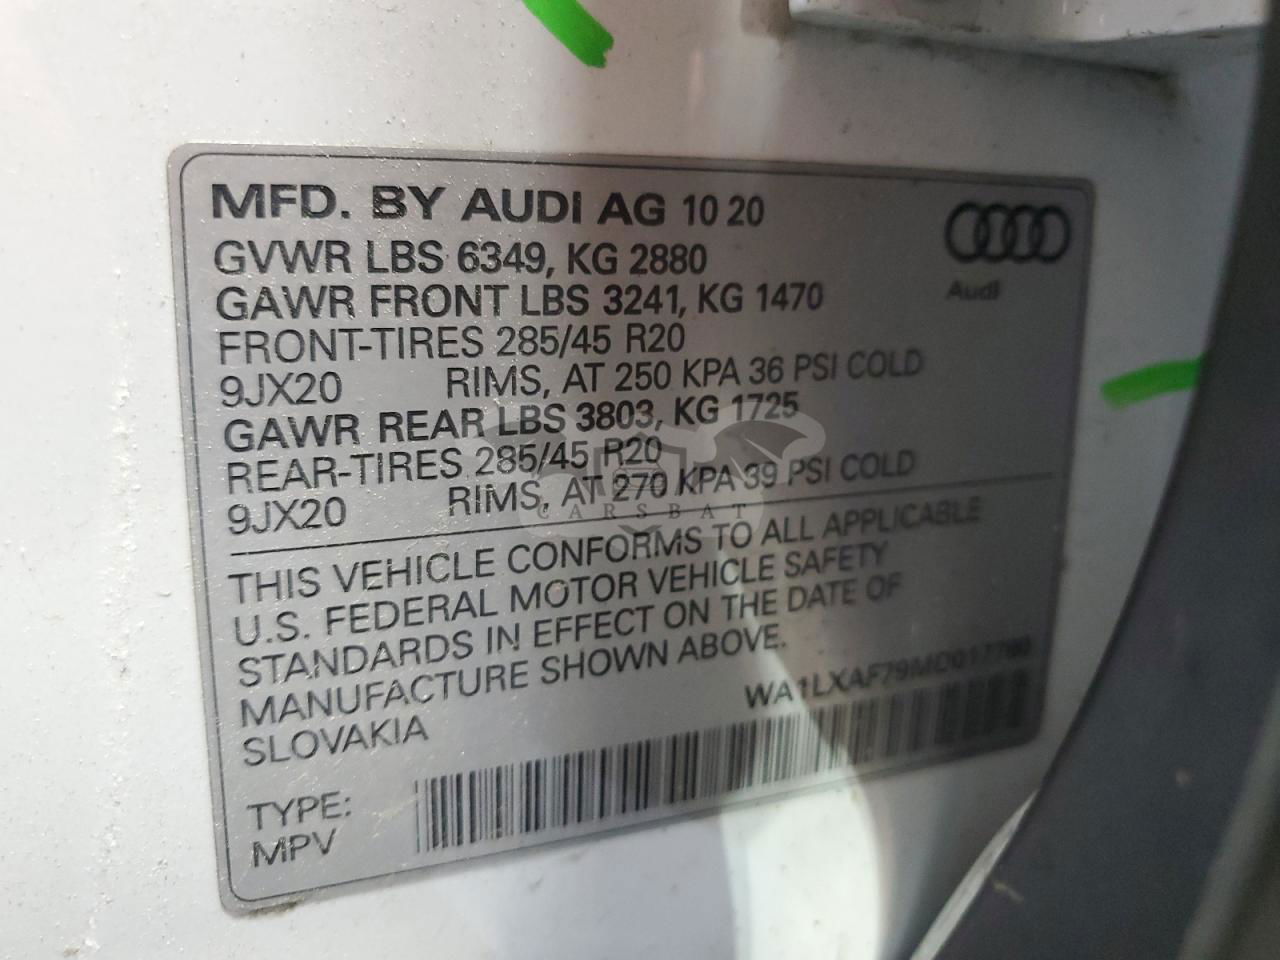 MFD. BY AUDI AG 10 20
GVWR LBS 6349, KG 2880
GAWR FRONT LBS 3241, KG 1470
FRONT-TIRES 285/45 R20
9JX20 RIMS, AT 250 KPA 36 PSI COLD
GAWR REAR LBS 3803, KG 1725
REAR-TIRES 285/45 R20
9JX20 RIMS, AT 270 KPA 39 PSI COLD
THIS VEHICLE CONFORMS TO ALL APPLICABLE
U.S. FEDERAL MOTOR VEHICLE SAFETY
STANDARDS IN EFFECT ON THE DATE OF
MANUFACTURE SHOWN ABOVE.
SLOVAKIA
TYPE:
MPV
Audi
CARSBAT